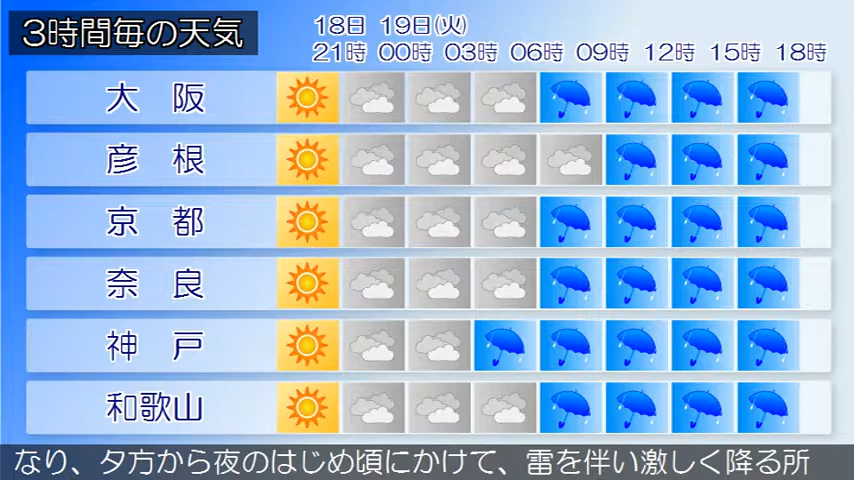 3時間毎の天気
18日 19日(火)
21時 00時 03時 06時 09時 12時 15時 18時
大 阪
彦 根
京 都
奈 良
神 戸
和歌山
なり、夕方から夜のはじめ頃にかけて、雷を伴い激しく降る所